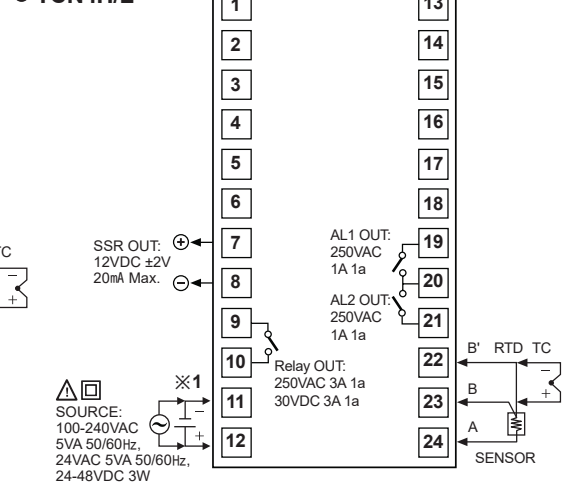 1
13
2
14
3
15
4
16
5
17
6
18
SSR OUT:
12VDC ±2V
20mA Max.
+
−
7
8
AL1 OUT:
250VAC
1A 1a
AL2 OUT:
250VAC
1A 1a
19
20
21
9
10
Relay OUT:
250VAC 3A 1a
30VDC 3A 1a
※1
−
+
11
12
SOURCE:
100-240VAC
5VA 50/60Hz,
24VAC 5VA 50/60Hz,
24-48VDC 3W
22
23
24
B' RTD TC
B
A
−
+
SENSOR
−
+